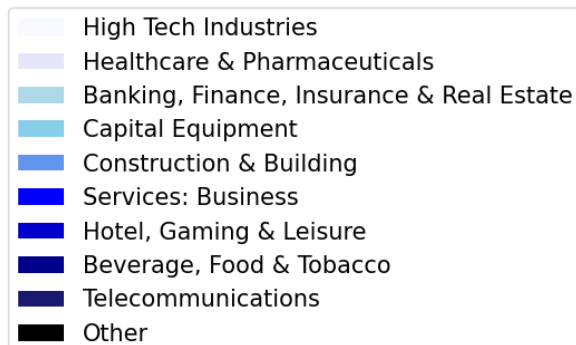 High Tech Industries
Healthcare & Pharmaceuticals
Banking, Finance, Insurance & Real Estate
Capital Equipment
Construction & Building
Services: Business
Hotel, Gaming & Leisure
Beverage, Food & Tobacco
Telecommunications
Other